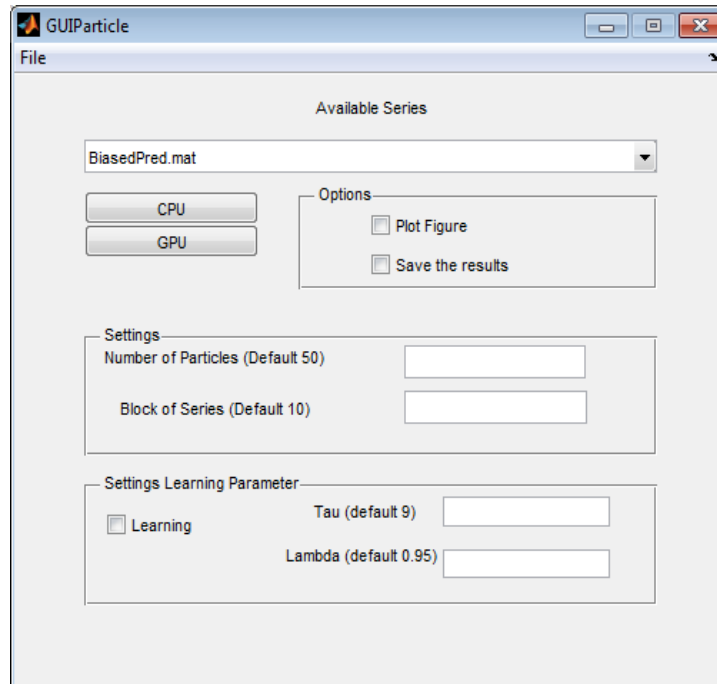 GUIParticle
File
Available Series
BiasedPred.mat
CPU
GPU
Options
Plot Figure
Save the results
Settings
Number of Particles (Default 50)
Block of Series (Default 10)
Settings Learning Parameter
Learning
Tau (default 9)
Lambda (default 0.95)